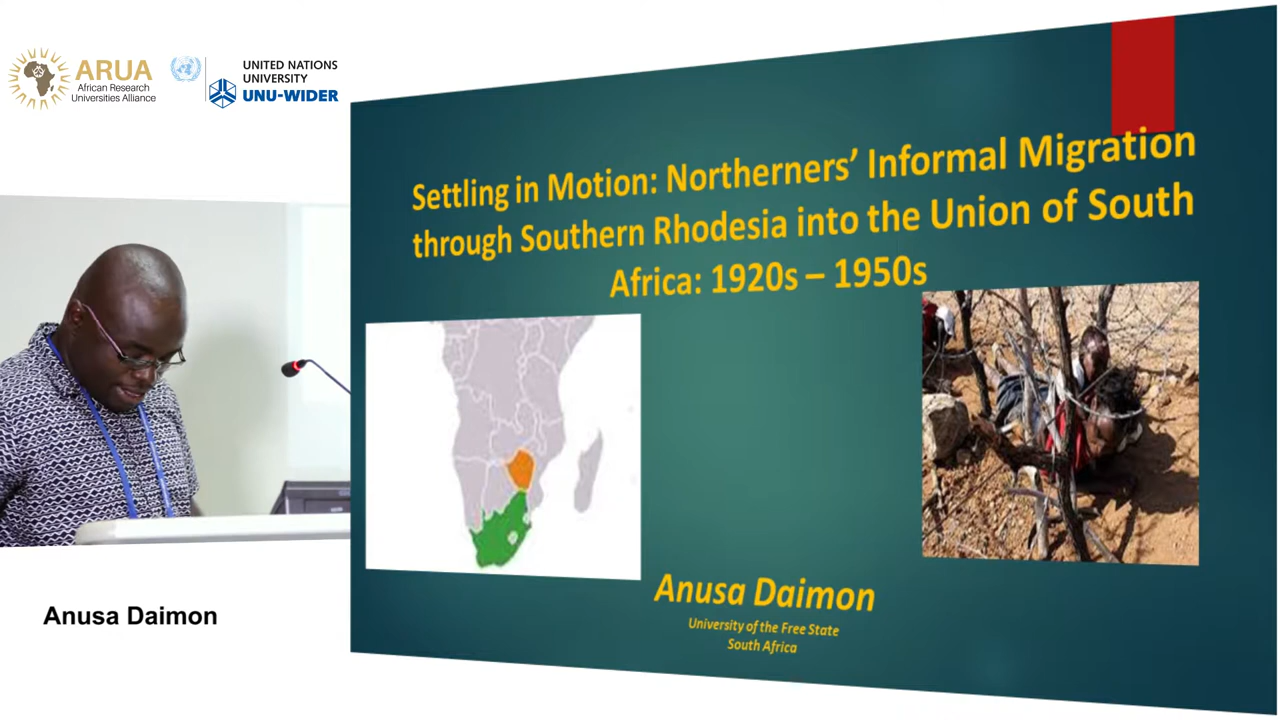 ARUA
African Research
Universities Alliance
UNITED NATIONS
UNIVERSITY
UNU-WIDER
Settling in Motion: Northerners’ Informal Migration
through Southern Rhodesia into the Union of South
Africa: 1920s – 1950s
Anusa Daimon
University of the Free State
South Africa
Anusa Daimon